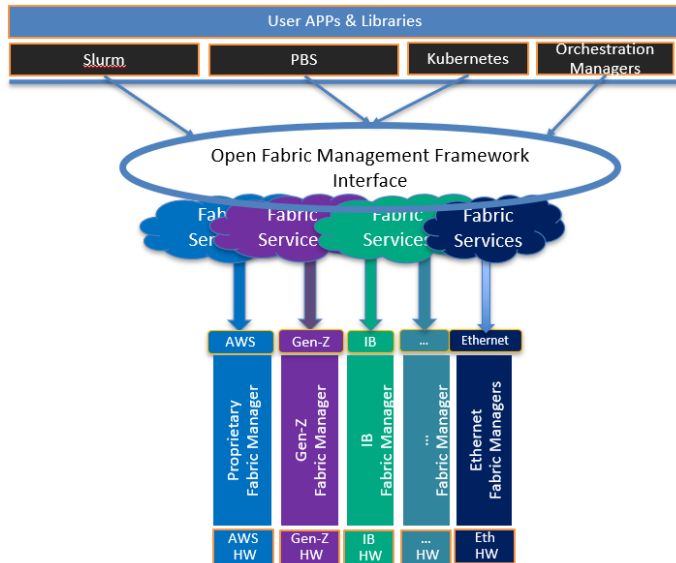 User APPs & Libraries
Slurm
PBS
Kubernetes
Orchestration
Managers
Open Fabric Management Framework
Interface
Fabric
Services
Fabric
Services
Fabric
Services
Fabric
Services
AWS
Gen-Z
IB
...
Ethernet
Proprietary
Fabric Manager
Gen-Z
Fabric Manager
IB
Fabric Manager
...
Fabric Manager
Ethernet
Fabric Managers
AWS
HW
Gen-Z
HW
IB
HW
...
HW
Eth
HW